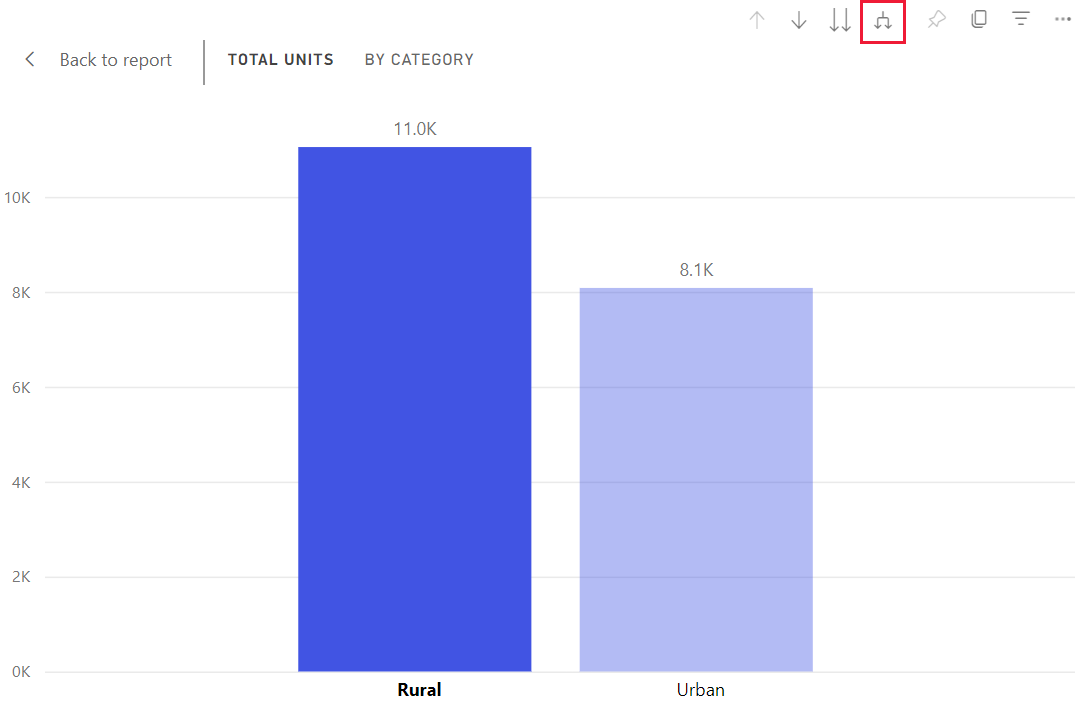 Back to report
TOTAL UNITS BY CATEGORY
11.0K
10K
8.1K
8K
6K
4K
2K
0K
Rural Urban